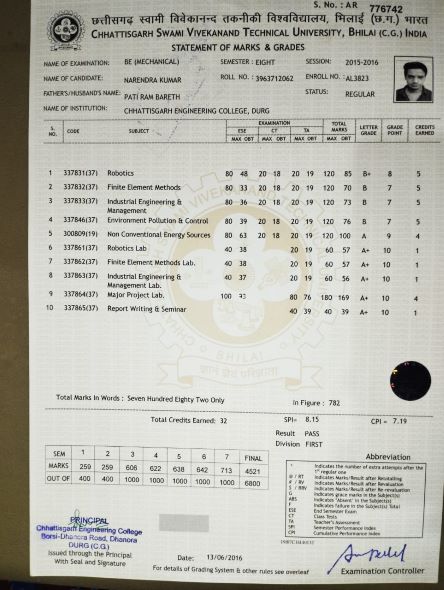 S. No. : AR 776742
छत्तीसगढ़ स्वामी विवेकानन्द तकनीकी विश्वविद्यालय, भिलाई (छ.ग.) भारत
CHHATTISGARH SWAMI VIVEKANAND TECHNICAL UNIVERSITY, BHILAI (C.G.) INDIA
STATEMENT OF MARKS & GRADES
NAME OF EXAMINATION: BE (MECHANICAL) SEMESTER : EIGHT SESSION: 2015-2016
NAME OF CANDIDATE: NARENDRA KUMAR ROLL NO. : 3963712062 ENROLL NO.: AL3823
FATHER'S/HUSBAND'S NAME: PATI RAM BARETH STATUS: REGULAR
NAME OF INSTITUTION: CHHATTISGARH ENGINEERING COLLEGE, DURG
S. NO. CODE SUBJECT EXAMINATION ESE CT TA TOTAL MARKS LETTER GRADE GRADE POINT CREDITS EARNED
MAX OBT MAX OBT MAX OBT MAX OBT
1 337831(37) Robotics 80 48 20 18 20 19 120 85 B+ 8 5
2 337832(37) Finite Element Methods 80 33 20 18 20 19 120 70 B 7 5
3 337833(37) Industrial Engineering & Management 80 36 20 18 20 19 120 73 B 7 5
4 337846(37) Environment Pollution & Control 80 39 20 18 20 19 120 76 B 7 5
5 300809(19) Non Conventional Energy Sources 80 63 20 18 20 19 120 100 A 9 4
6 337861(37) Robotics Lab 40 38 20 19 60 57 A+ 10 1
7 337862(37) Finite Elements Lab. 40 38 20 19 60 57 A+ 10 1
8 337863(37) Industrial Engineering & Management Lab 40 37 20 19 60 56 A+ 10 1
9 337864(37) Major Project Lab. 100 93 80 76 180 169 A+ 10 4
10 337865(37) Report Writing & Seminar 40 39 40 39 A+ 10 1
Total Marks In Words : Seven Hundred Eighty Two Only In Figure : 782
Total Credits Earned: 32 SPI= 8.15 CPI = 7.19
Result PASS
Division FIRST
SEM 1 2 3 4 5 6 7 FINAL
MARKS 259 259 606 622 638 642 713 4521
OUT OF 400 400 1000 1000 1000 1000 1000 6800
Abbreviation
* Indicates the number of extra attempts after the 1st regular one
@ / RT Indicates Marks/Result after Retotalling
# / RV Indicates Marks/Result after Revaluation
$ / RRV Indicates Marks/Result after Re-revaluation
G Indicates grace marks in the Subject(s)
ABS Indicates "Absent" in the Subject(s)
F Indicates failure in the Subject(s) Total
ESE End Semester Exam
CT Class Tests
TA Teacher's Assessment
SPI Semester Performance Index
CPI Cumulative Performance Index
PRINCIPAL
Chhattisgarh Engineering College
Borsi-Dhanora Road, Dhanora
DURG (C.G.)
Issued through the Principal
With Seal and Signature
Date: 13/06/2016
For details of Grading System & other rules see overleaf
Examination Controller